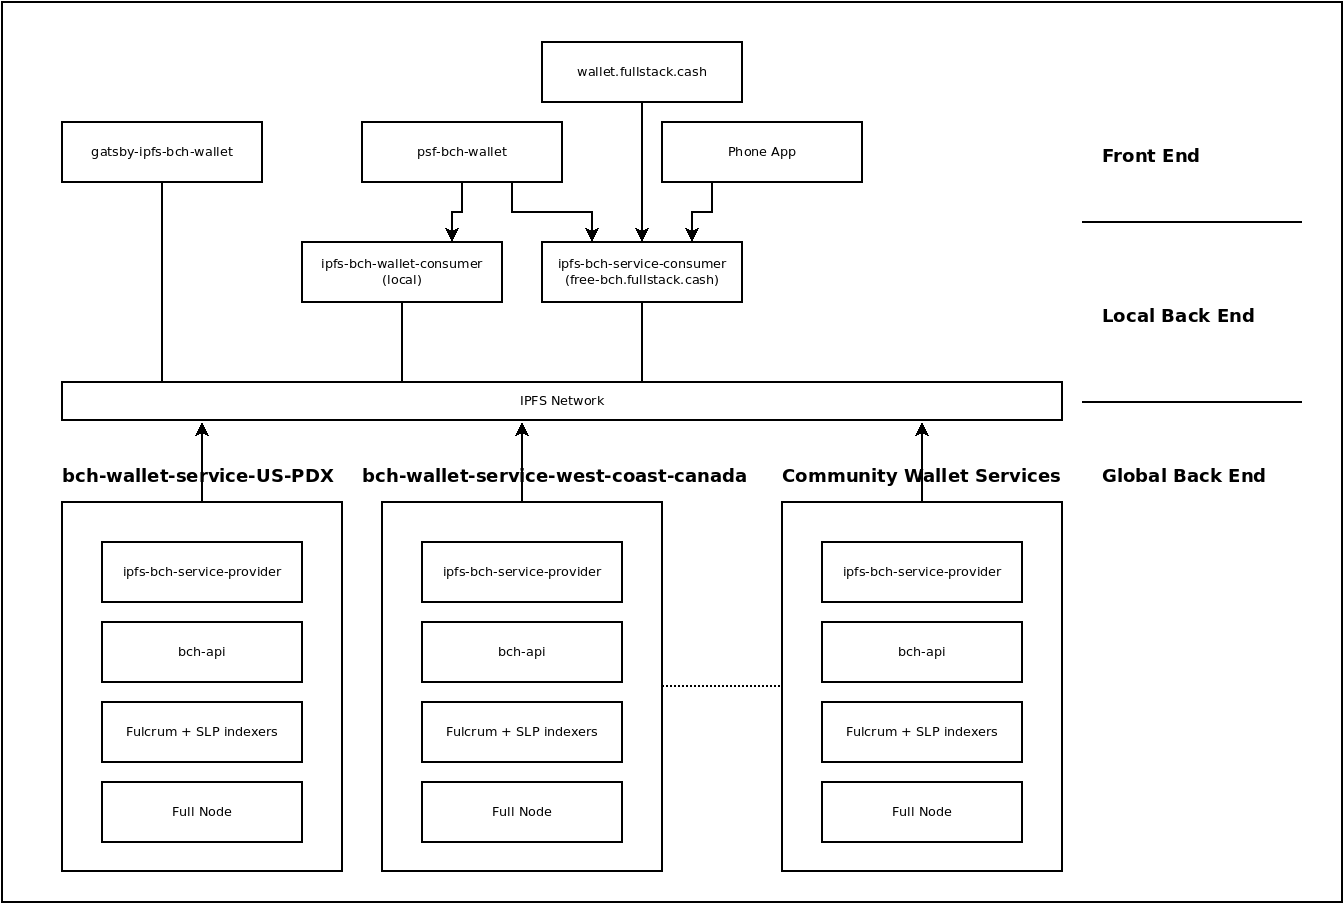 wallet.fullstack.cash
gatsby-ipfs-bch-wallet
psf-bch-wallet
Phone App
Front End
ipfs-bch-wallet-consumer
(local)
ipfs-bch-service-consumer
(free-bch.fullstack.cash)
Local Back End
IPFS Network
bch-wallet-service-US-PDX
bch-wallet-service-west-coast-canada
Community Wallet Services
Global Back End
ipfs-bch-service-provider
ipfs-bch-service-provider
ipfs-bch-service-provider
bch-api
bch-api
bch-api
Fulcrum + SLP indexers
Fulcrum + SLP indexers
Fulcrum + SLP indexers
Full Node
Full Node
Full Node